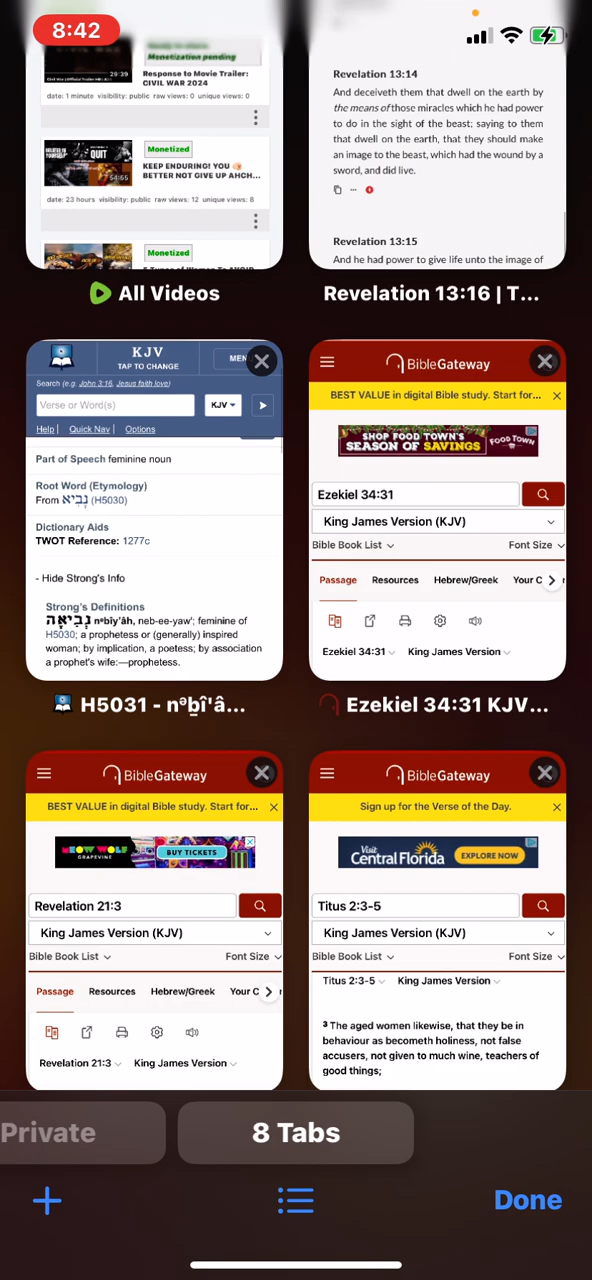 8:42
29:39
Monetization pending
Response to Movie Trailer:
CIVIL WAR 2024
date: 1 minute visibility: public raw views: 0 unique views: 0
QUIT
54:55
Monetized
KEEP ENDURING! YOU 👊🏽
BETTER NOT GIVE UP AHCH...
date: 23 hours visibility: public raw views: 12 unique views: 8
Monetized
All Videos
Revelation 13:14
And deceiveth them that dwell on the earth by
the means of those miracles which he had power
to do in the sight of the beast; saying to them
that dwell on the earth, that they should make
an image to the beast, which had the wound by a
sword, and did live.
Revelation 13:15
And he had power to give life unto the image of
Revelation 13:16 | T...
KJV
TAP TO CHANGE
MEN
Search (e.g. John 3:16, Jesus faith love)
Verse or Word(s)
KJV
Help | Quick Nav | Options
Part of Speech feminine noun
Root Word (Etymology)
From נָבִיא (H5030)
Dictionary Aids
TWOT Reference: 1277c
- Hide Strong's Info
Strong's Definitions
נְבִיאָה nᵉbîyʼâh, neb-ee-yaw'; feminine of
H5030; a prophetess or (generally) inspired
woman; by implication, a poetess; by association
a prophet's wife:—prophetess.
H5031 - nᵊḇî'â...
BibleGateway
BEST VALUE in digital Bible study. Start for...
SHOP FOOD TOWN'S
SEASON OF SAVINGS
FOOD TOWN
Ezekiel 34:31
King James Version (KJV)
Bible Book List
Font Size
Passage Resources Hebrew/Greek Your C
Ezekiel 34:31 King James Version
Ezekiel 34:31 KJV...
BibleGateway
BEST VALUE in digital Bible study. Start for...
MEOW WOLF
GRAPEVINE
BUY TICKETS
Revelation 21:3
King James Version (KJV)
Bible Book List
Font Size
Passage Resources Hebrew/Greek Your C
Revelation 21:3 King James Version
BibleGateway
Sign up for the Verse of the Day.
Visit
Central Florida
EXPLORE NOW
Titus 2:3-5
King James Version (KJV)
Bible Book List
Font Size
Titus 2:3-5 King James Version
3 The aged women likewise, that they be in
behaviour as becometh holiness, not false
accusers, not given to much wine, teachers of
good things;
Private
8 Tabs
Done